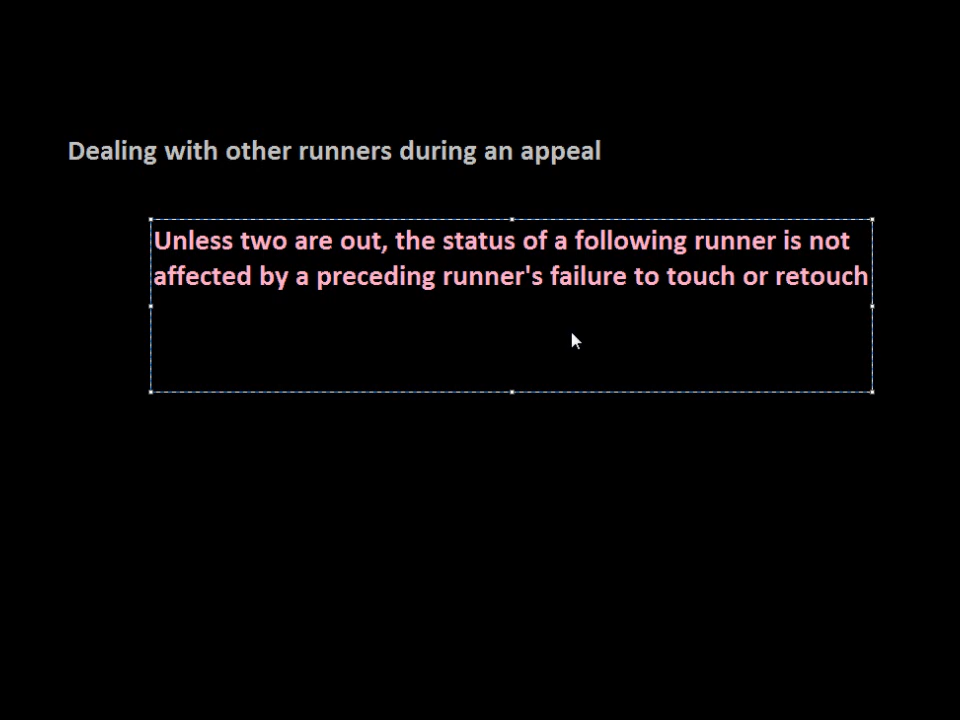 Dealing with other runners during an appeal
Unless two are out, the status of a following runner is not
affected by a preceding runner's failure to touch or retouch